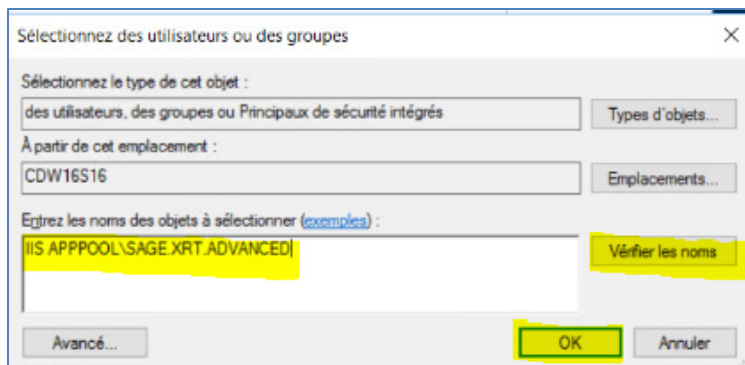 Sélectionnez des utilisateurs ou des groupes
Sélectionnez le type de cet objet :
des utilisateurs, des groupes ou Principaux de sécurité intégrés
Types d'objets...
À partir de cet emplacement :
CDW16S16
Emplacements...
Entrez les noms des objets à sélectionner (exemples) :
IIS APPPOOL\SAGE.XRT.ADVANCED
Vérifier les noms
Avancé...
OK
Annuler